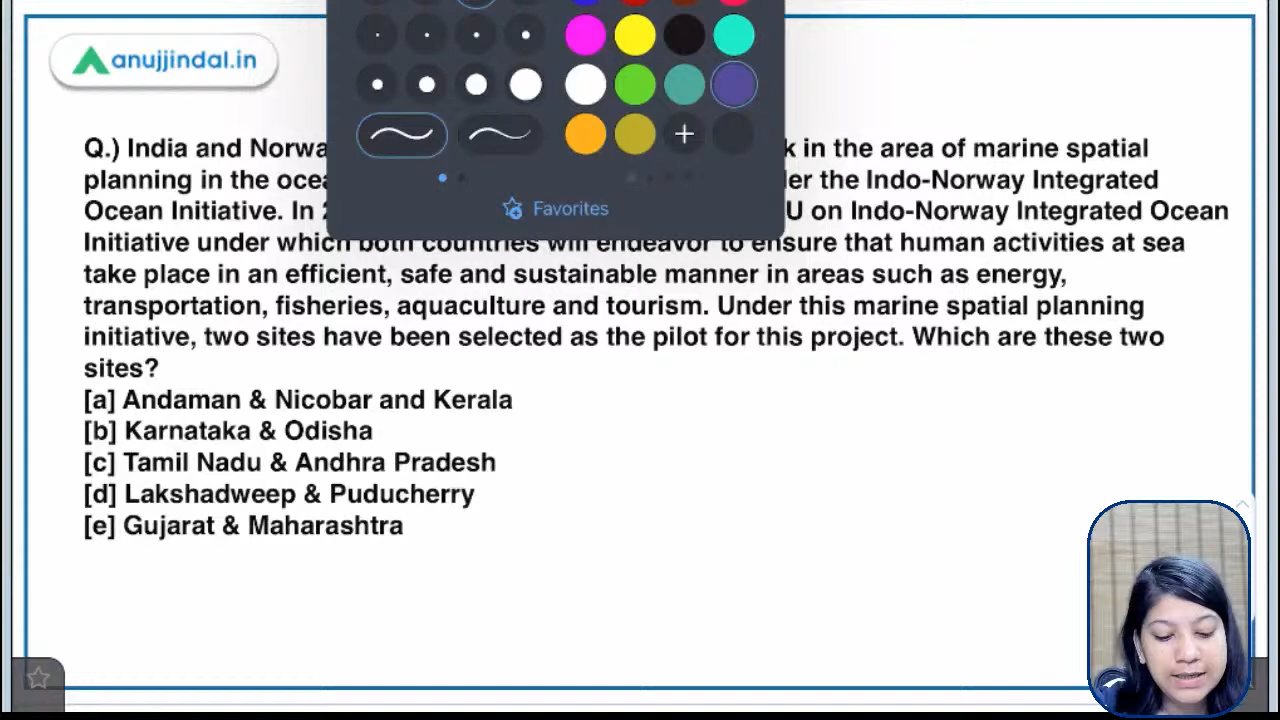 anujjindal.in
Q.) India and Norwa k in the area of marine spatial
planning in the ocea er the Indo-Norway Integrated
Ocean Initiative. In 2 U on Indo-Norway Integrated Ocean
Initiative under which both countries will endeavor to ensure that human activities at sea
take place in an efficient, safe and sustainable manner in areas such as energy,
transportation, fisheries, aquaculture and tourism. Under this marine spatial planning
initiative, two sites have been selected as the pilot for this project. Which are these two
sites?
[a] Andaman & Nicobar and Kerala
[b] Karnataka & Odisha
[c] Tamil Nadu & Andhra Pradesh
[d] Lakshadweep & Puducherry
[e] Gujarat & Maharashtra
Favorites